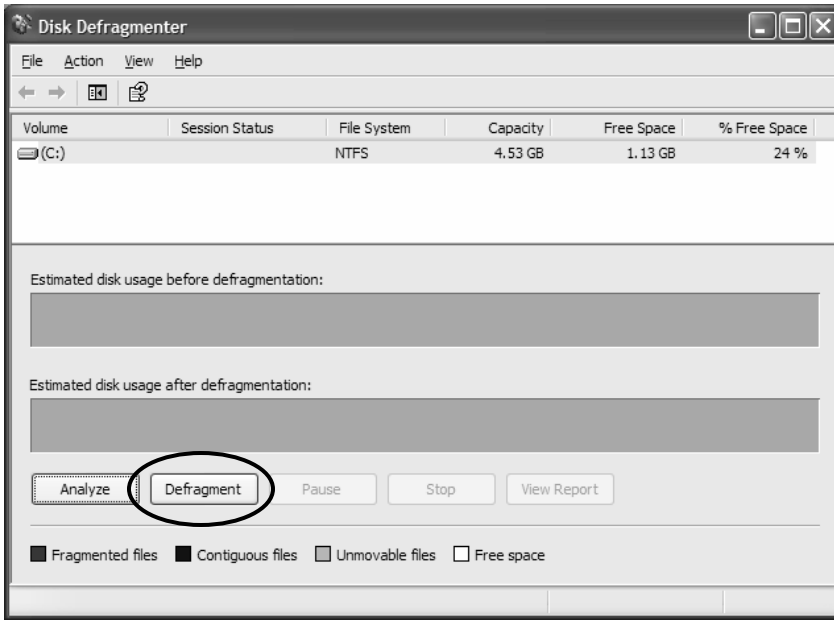 Disk Defragmenter
File Action View Help
Volume Session Status File System Capacity Free Space % Free Space
(C:) NTFS 4.53 GB 1.13 GB 24 %
Estimated disk usage before defragmentation:
Estimated disk usage after defragmentation:
Analyze Defragment Pause Stop View Report
Fragmented files Contiguous files Unmovable files Free space